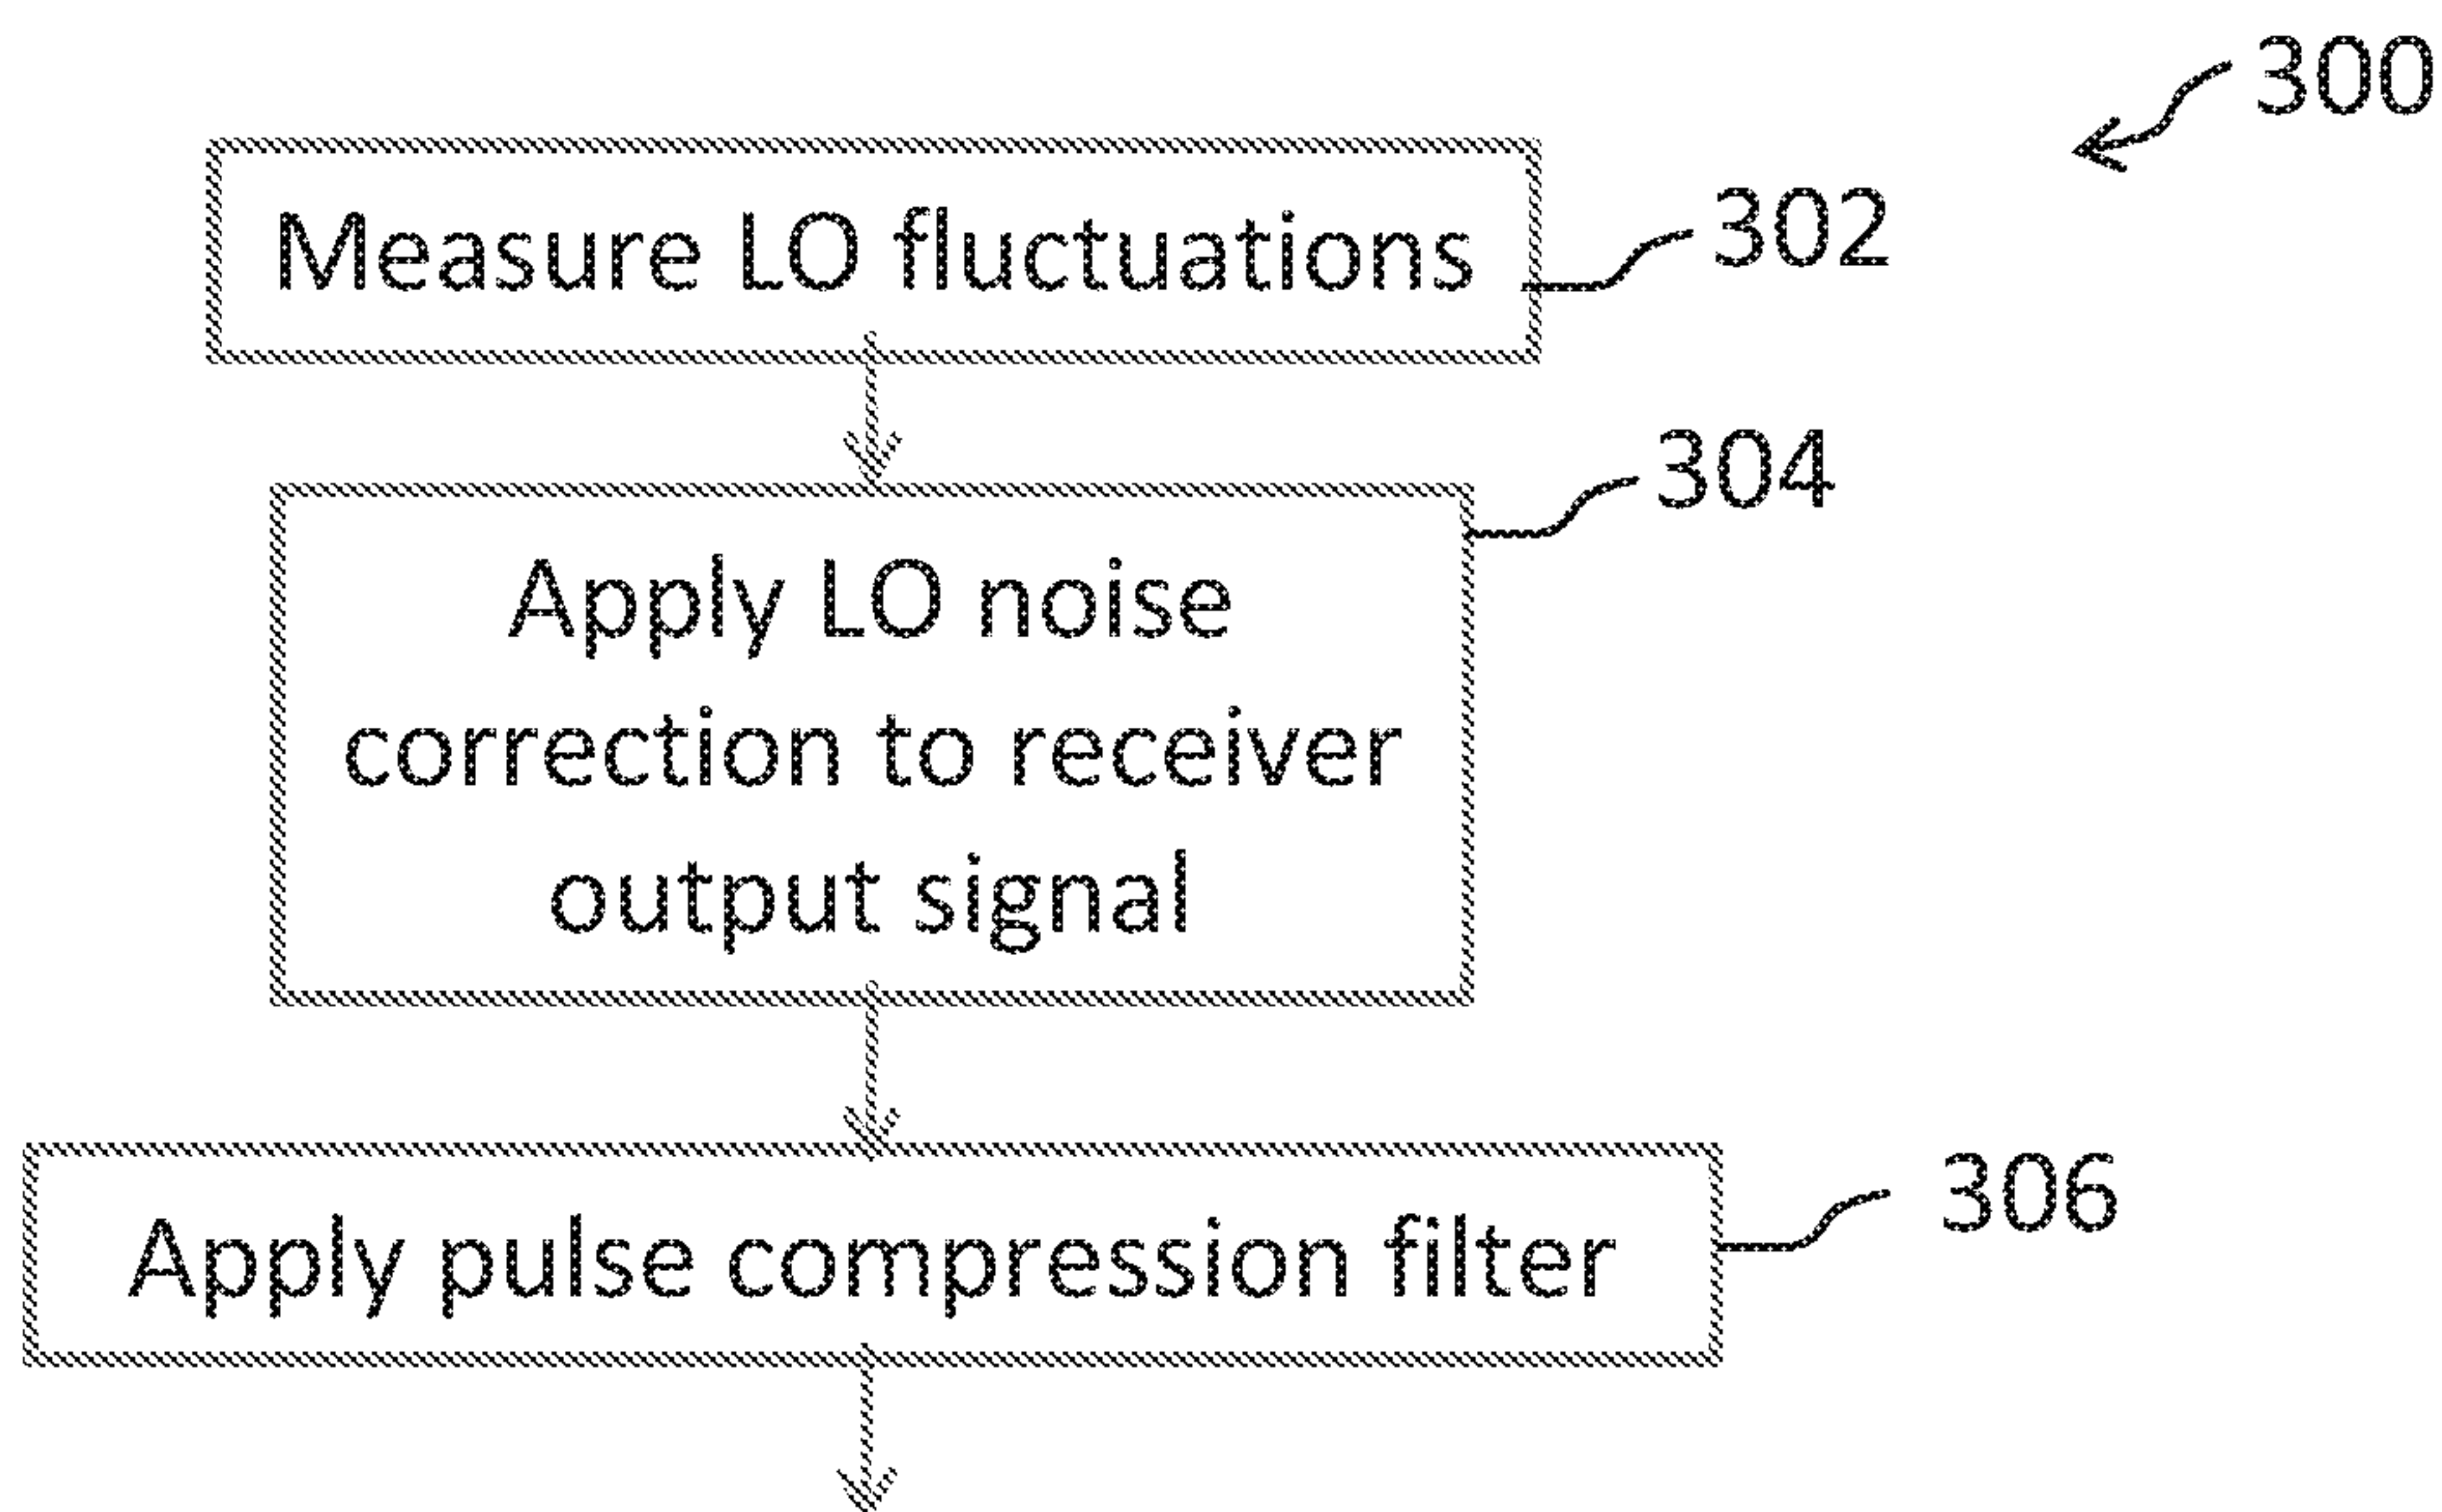 300
Measure LO fluctuations
302
304
Apply LO noise
correction to receiver
output signal
306
Apply pulse compression filter